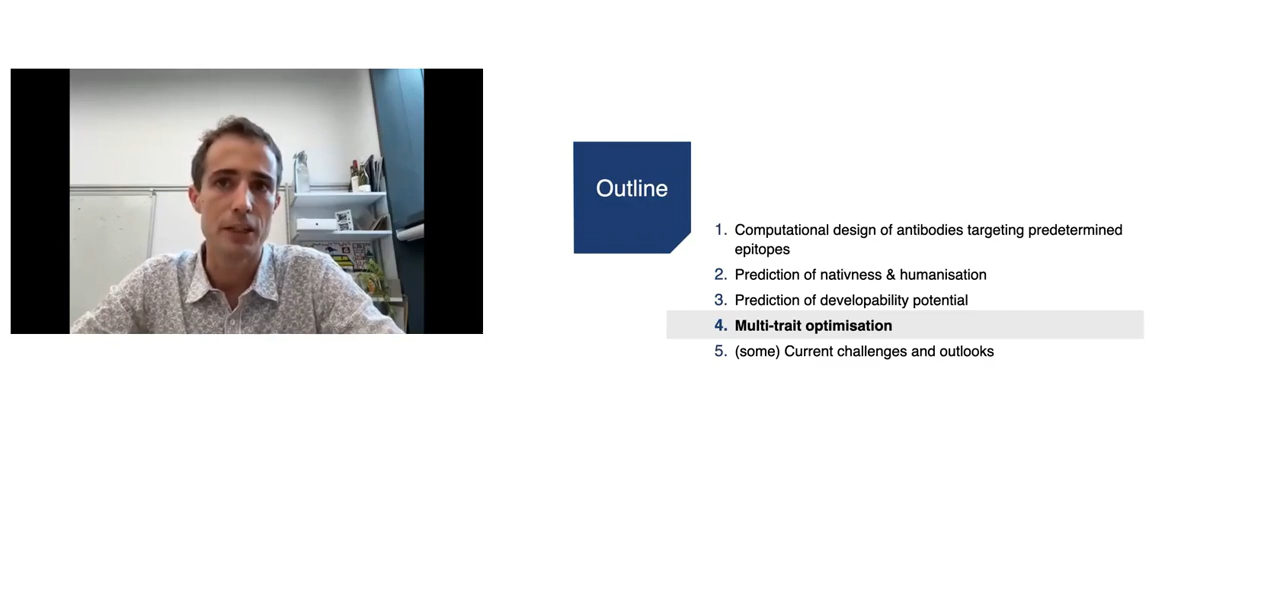 Outline
1. Computational design of antibodies targeting predetermined
epitopes
2. Prediction of nativness & humanisation
3. Prediction of developability potential
4. Multi-trait optimisation
5. (some) Current challenges and outlooks